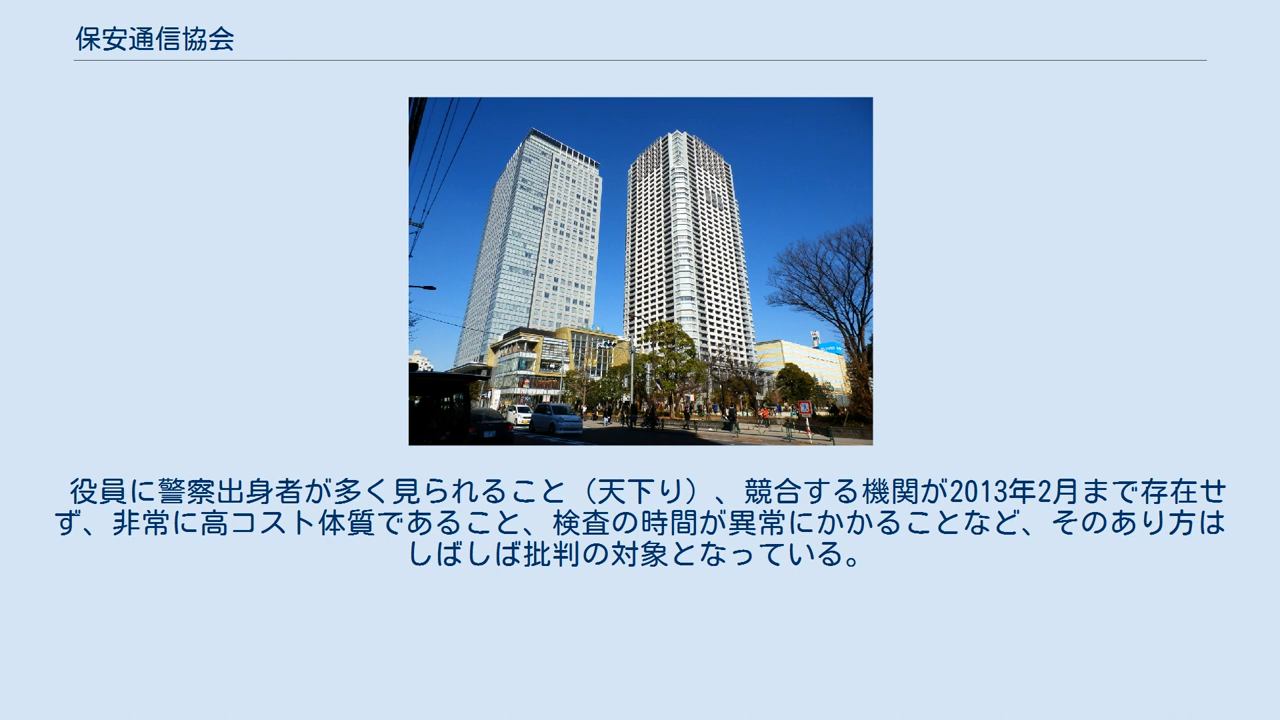 保安通信協会
役員に警察出身者が多く見られること（天下り）、競合する機関が2013年2月まで存在せ
ず、非常に高コスト体質であること、検査の時間が異常にかかることなど、そのあり方は
しばしば批判の対象となっている。